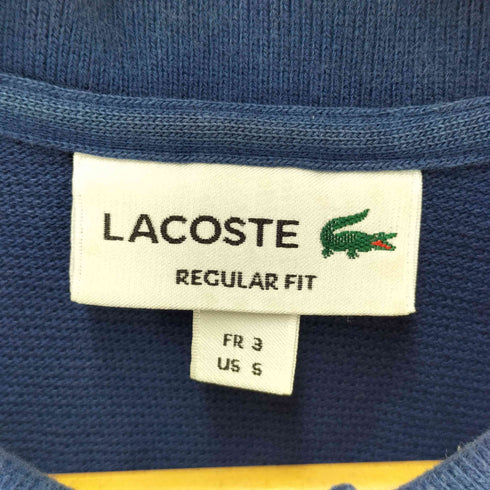 LACOSTE
REGULAR FIT
FR 3
US S